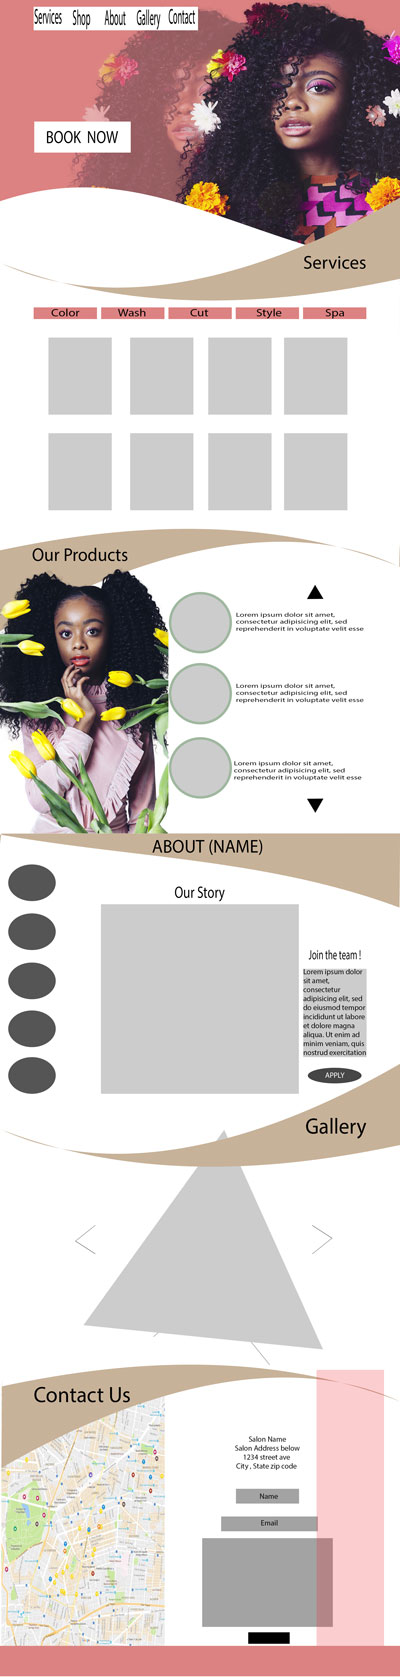 Services Shop About Gallery Contact
BOOK NOW
Services
Color Wash Cut Style Spa
Our Products
Lorem ipsum dolor sit amet,
consectetur adipisicing elit, sed
reprehenderit in voluptate velit esse
Lorem ipsum dolor sit amet,
consectetur adipisicing elit, sed
reprehenderit in voluptate velit esse
Lorem ipsum dolor sit amet,
consectetur adipisicing elit, sed
reprehenderit in voluptate velit esse
ABOUT (NAME)
Our Story
Join the team !
Lorem ipsum dolor
sit amet,
consectetur
adipisicing elit, sed
do eiusmod tempor
incididunt ut labore
et dolore magna
aliqua. Ut enim ad
minim veniam, quis
nostrud exercitation
APPLY
Gallery
Contact Us
Salon Name
Salon Address below
1234 street ave
City , State zip code
Name
Email